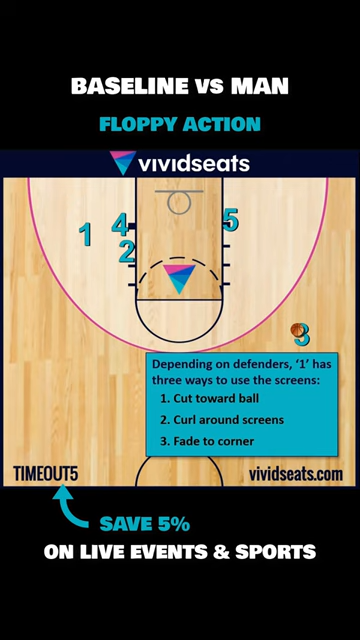 BASELINE vs MAN
FLOPPY ACTION
vividseats
1 4 5
2
3
Depending on defenders, ‘1’ has
three ways to use the screens:
1. Cut toward ball
2. Curl around screens
3. Fade to corner
TIMEOUT5 vividseats.com
SAVE 5%
ON LIVE EVENTS & SPORTS